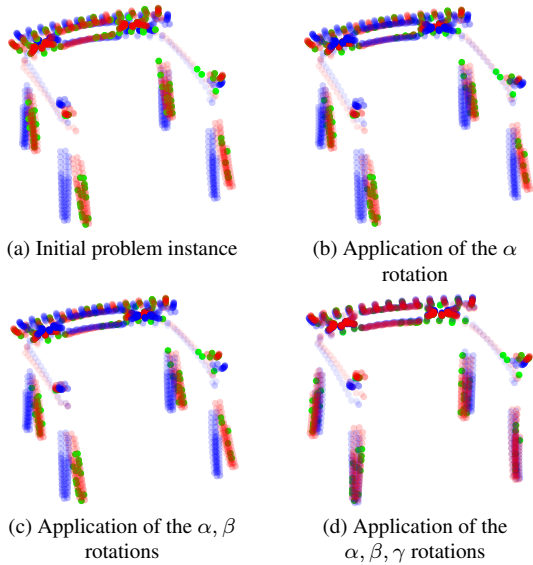 (a) Initial problem instance
(b) Application of the α
rotation
(c) Application of the α, β
rotations
(d) Application of the
α, β, γ rotations